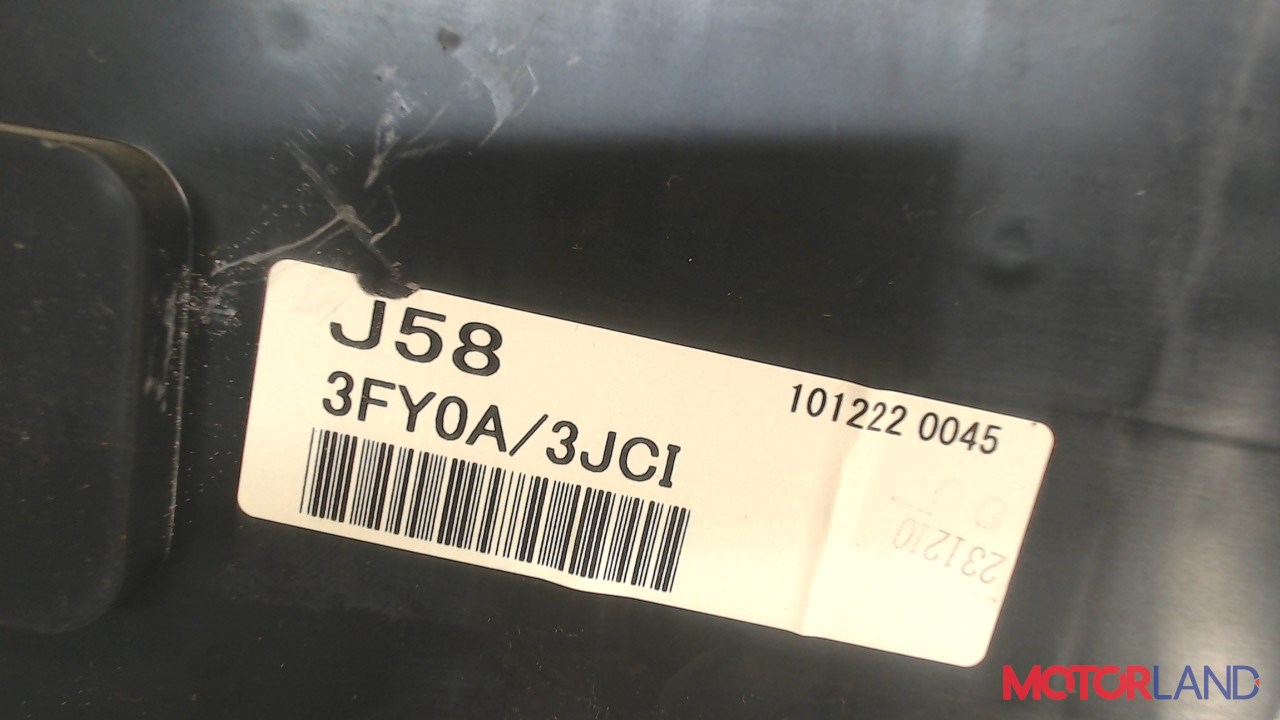 J58
3FY0A/3JCI
101222 0045
231210
MOTORLAND